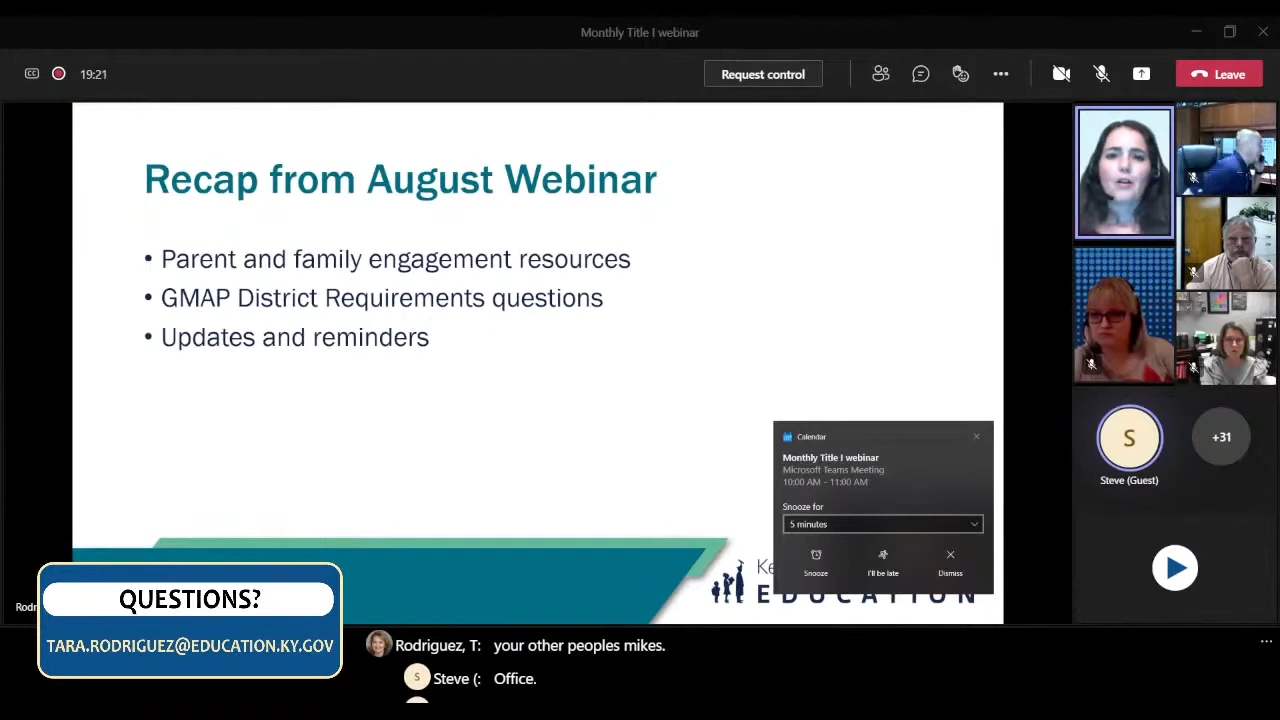 Monthly Title I webinar
CC
19:21
Request control
Leave
Recap from August Webinar
• Parent and family engagement resources
• GMAP District Requirements questions
• Updates and reminders
Calendar
Monthly Title I webinar
Microsoft Teams Meeting
10:00 AM - 11:00 AM
Snooze for
5 minutes
Snooze
I'll be late
Dismiss
Ke
EDUCATION
S
+31
Steve (Guest)
Rodr
QUESTIONS?
TARA.RODRIGUEZ@EDUCATION.KY.GOV
Rodriguez, T: your other peoples mikes.
S
Steve (: Office.